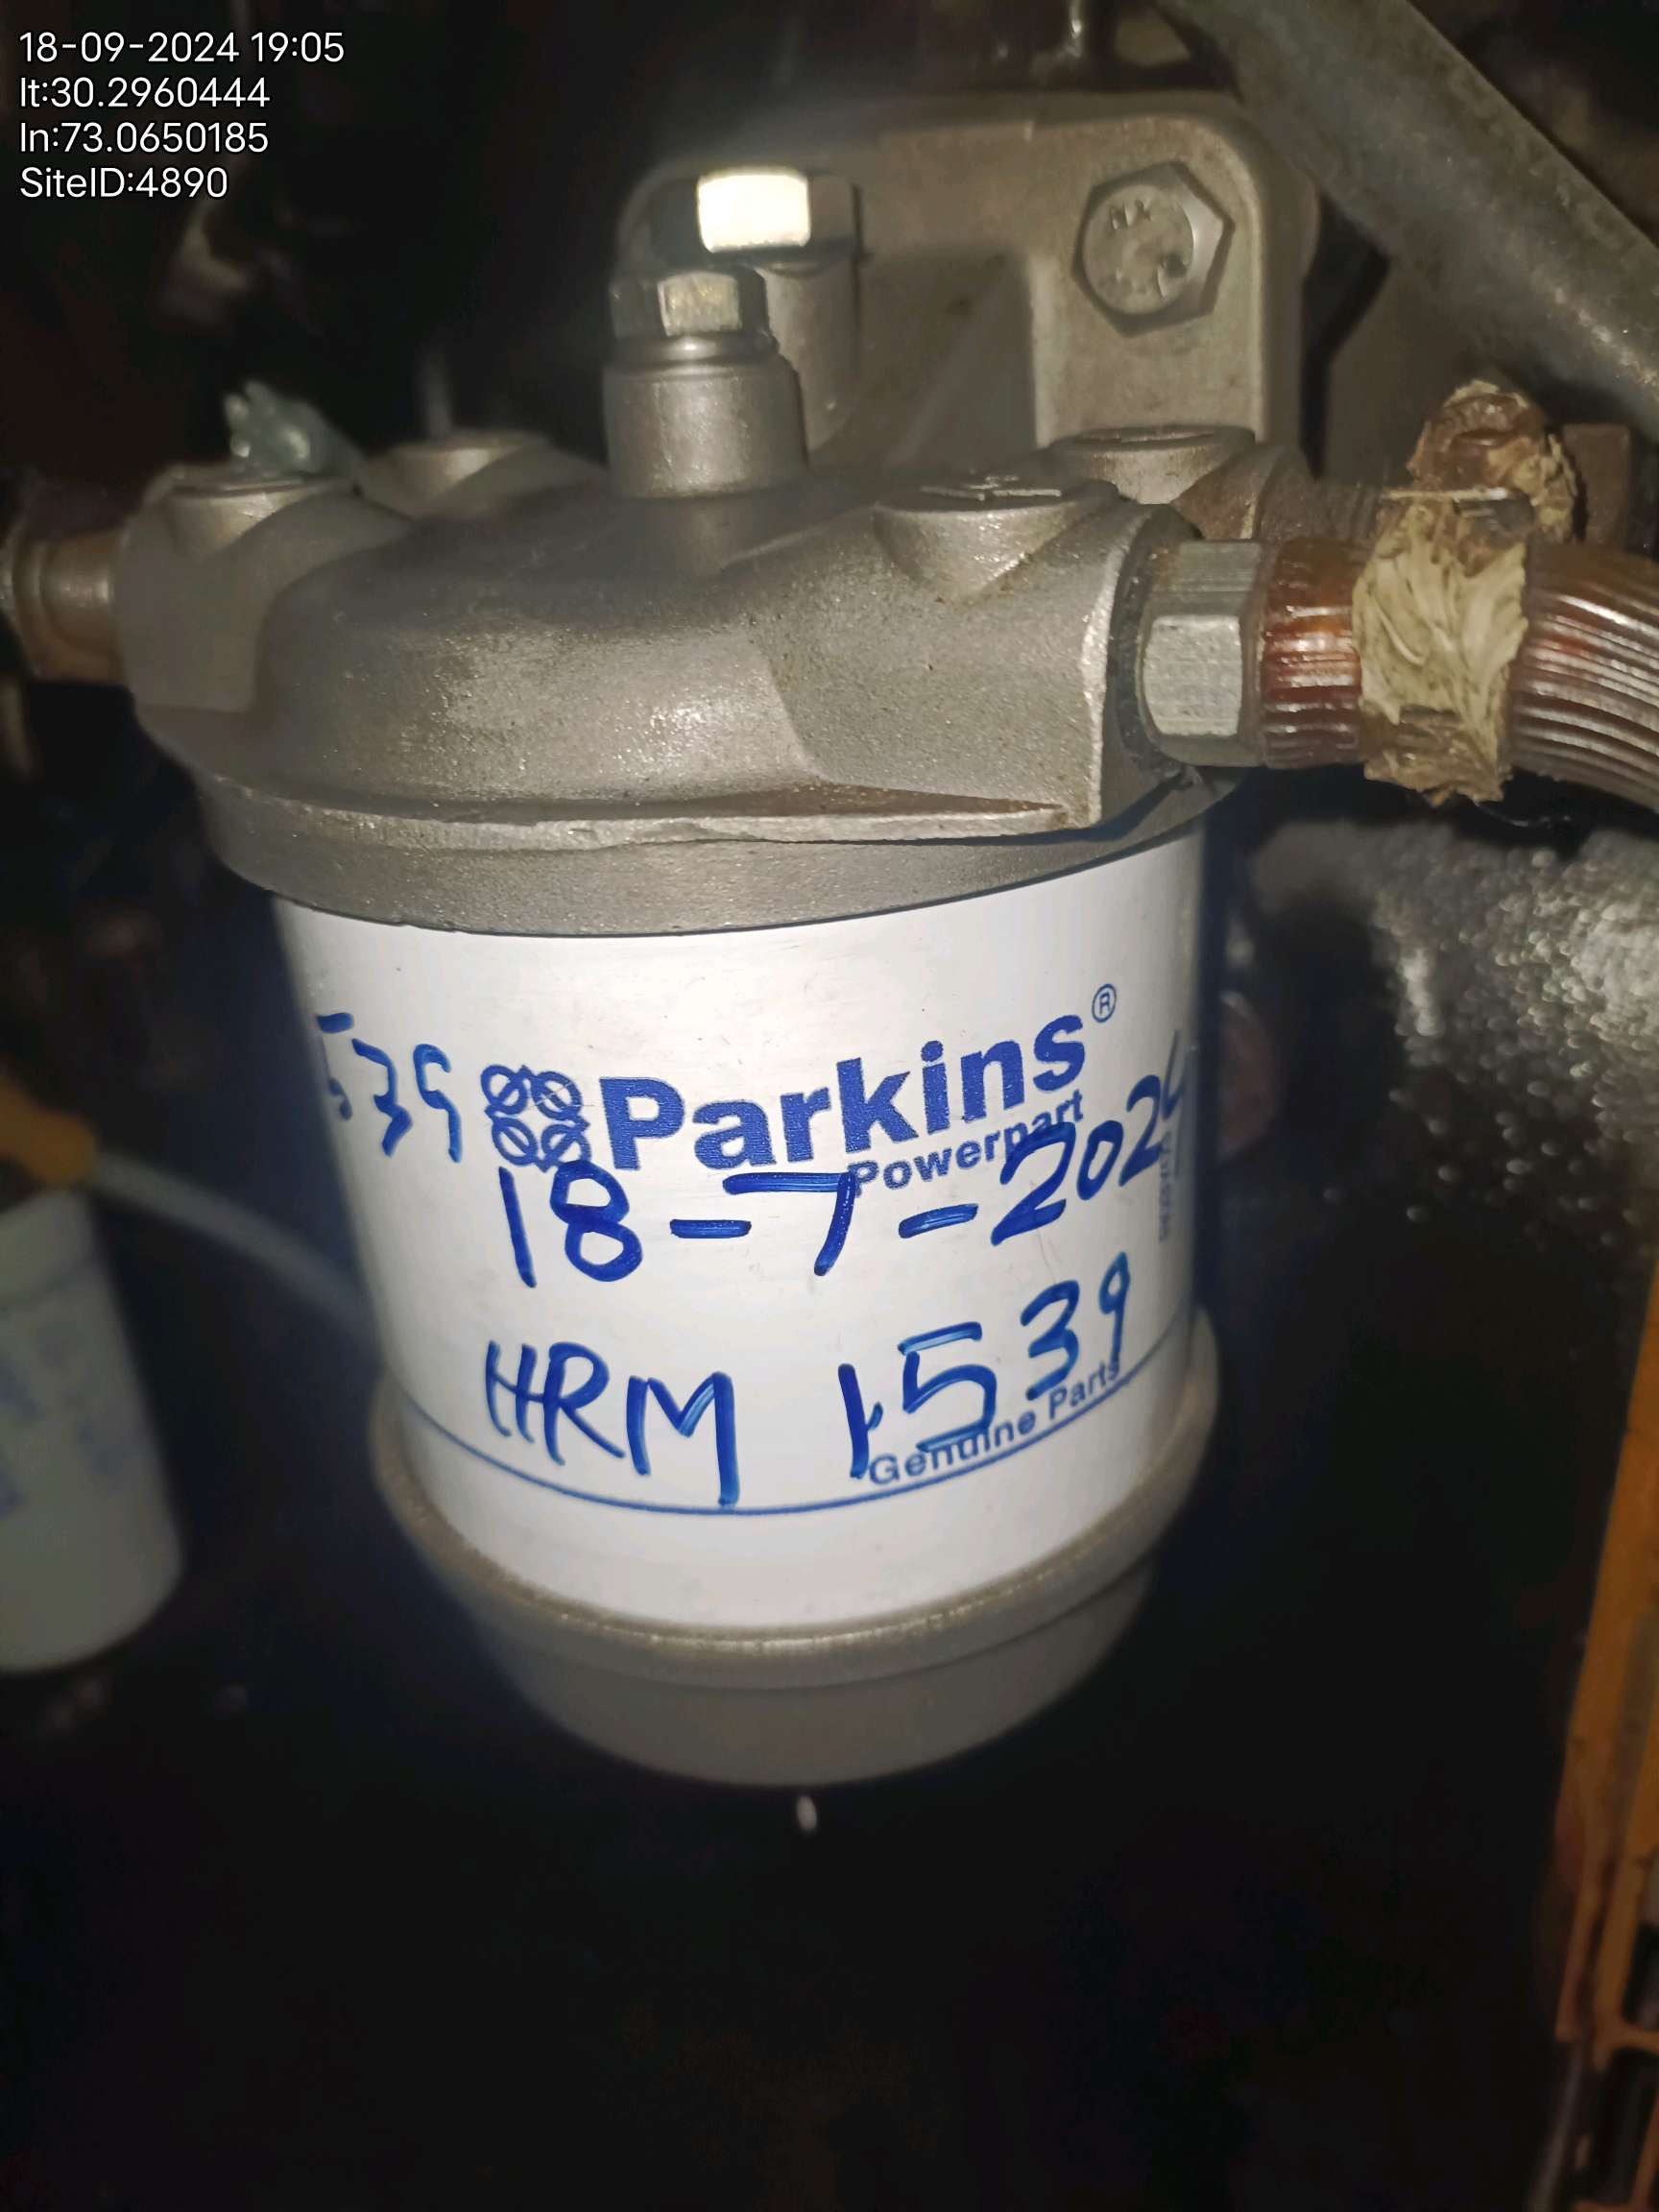 18-09-2024 19:05
lt:30.2960444
ln:73.0650185
SiteID:4890
539
Parkins®
Powerpart
18-7-2024
HRM 1539
Genuine Parts